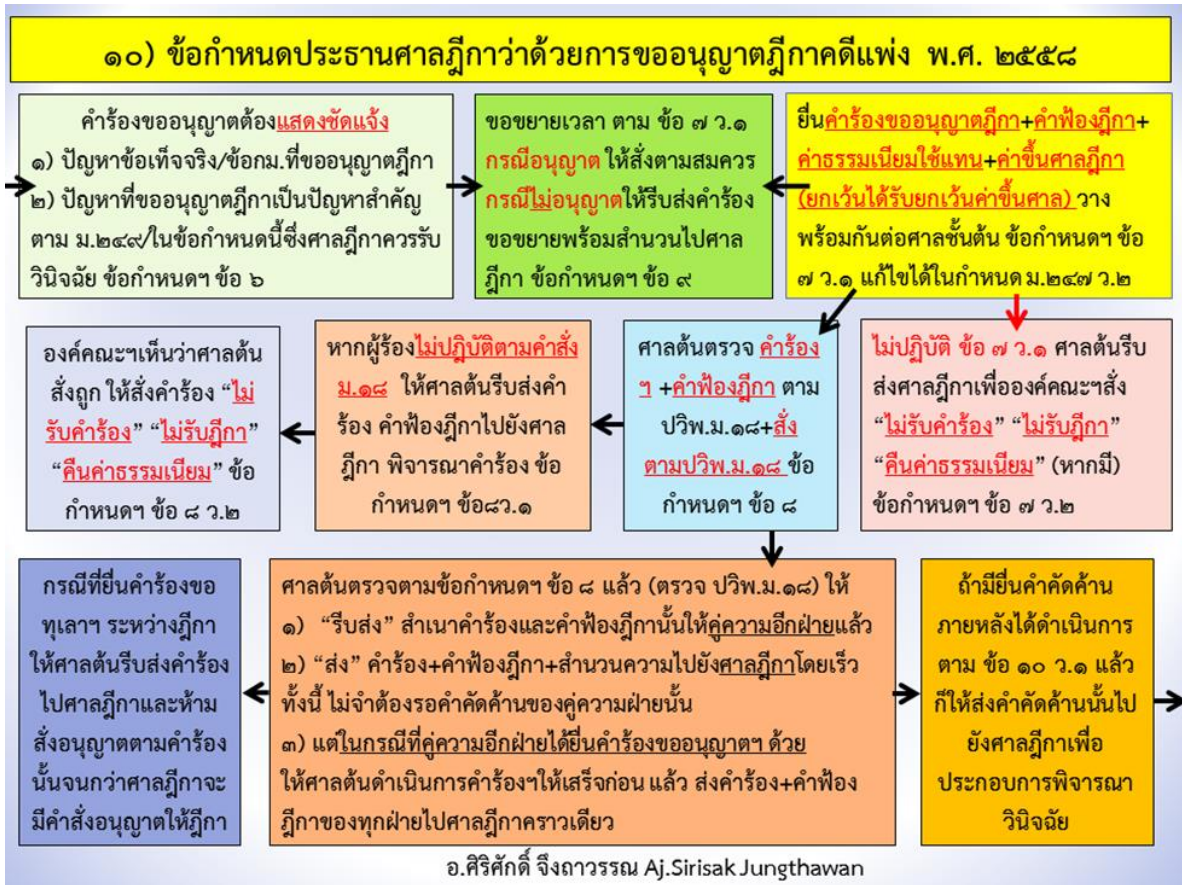 ๑๐) ข้อกำหนดประธานศาลฎีกาว่าด้วยการขออนุญาตฎีกาคดีแพ่ง พ.ศ. ๒๕๕๘
คำร้องขออนุญาตต้องแสดงชัดแจ้ง
๑) ปัญหาข้อเท็จจริง/ข้อกม.ที่ขออนุญาตฎีกา
๒) ปัญหาที่ขออนุญาตฎีกาเป็นปัญหาสำคัญ
ตาม ม.๒๔๙/ในข้อกำหนดนี้ซึ่งศาลฎีกาควรรับ
วินิจฉัย ข้อกำหนดฯ ข้อ ๖
ขอขยายเวลา ตาม ข้อ ๗ ว.๑
กรณีอนุญาต ให้สั่งตามสมควร
กรณีไม่อนุญาตให้รีบส่งคำร้อง
ขอขยายพร้อมสำนวนไปศาล
ฎีกา ข้อกำหนดฯ ข้อ ๙
ยื่นคำร้องขออนุญาตฎีกา+คำฟ้องฎีกา+
ค่าธรรมเนียมใช้แทน+ค่าขึ้นศาลฎีกา
(ยกเว้นได้รับยกเว้นค่าขึ้นศาล) วาง
พร้อมกันต่อศาลชั้นต้น ข้อกำหนดฯ ข้อ
๗ ว.๑ แก้ไขได้ในกำหนด ม.๒๔๗ ว.๒
องค์คณะฯเห็นว่าศาลต้น
สั่งถูก ให้สั่งคำร้อง “ไม่
รับคำร้อง” “ไม่รับฎีกา”
“คืนค่าธรรมเนียม” ข้อ
กำหนดฯ ข้อ ๘ ว.๒
หากผู้ร้องไม่ปฎิบัติตามคำสั่ง
ม.๑๘ ให้ศาลต้นรีบส่งคำ
ร้อง คำฟ้องฎีกาไปยังศาล
ฎีกา พิจารณาคำร้อง ข้อ
กำหนดฯ ข้อ๘ว.๑
ศาลต้นตรวจ คำร้อง
ฯ +คำฟ้องฎีกา ตาม
ปวิพ.ม.๑๘+สั่ง
ตามปวิพ.ม.๑๘ ข้อ
กำหนดฯ ข้อ ๘
ไม่ปฏิบัติ ข้อ ๗ ว.๑ ศาลต้นรีบ
ส่งศาลฎีกาเพื่อองค์คณะฯสั่ง
“ไม่รับคำร้อง” “ไม่รับฎีกา”
“คืนค่าธรรมเนียม” (หากมี)
ข้อกำหนดฯ ข้อ ๗ ว.๒
กรณีที่ยื่นคำร้องขอ
ทุเลาฯ ระหว่างฎีกา
ให้ศาลต้นรีบส่งคำร้อง
ไปศาลฎีกาและห้าม
สั่งอนุญาตตามคำร้อง
นั้นจนกว่าศาลฎีกาจะ
มีคำสั่งอนุญาตให้ฎีกา
ศาลต้นตรวจตามข้อกำหนดฯ ข้อ ๘ แล้ว (ตรวจ ปวิพ.ม.๑๘) ให้
๑) “รีบส่ง” สำเนาคำร้องและคำฟ้องฎีกานั้นให้คู่ความอีกฝ่ายแล้ว
๒) “ส่ง” คำร้อง+คำฟ้องฎีกา+สำนวนความไปยังศาลฎีกาโดยเร็ว
ทั้งนี้ ไม่จำต้องรอคำคัดค้านของคู่ความฝ่ายนั้น
๓) แต่ในกรณีที่คู่ความอีกฝ่ายได้ยื่นคำร้องขออนุญาตฯ ด้วย
ให้ศาลต้นดำเนินการคำร้องฯให้เสร็จก่อน แล้ว ส่งคำร้อง+คำฟ้อง
ฎีกาของทุกฝ่ายไปศาลฎีกาคราวเดียว
ถ้ามียื่นคำคัดค้าน
ภายหลังได้ดำเนินการ
ตาม ข้อ ๑๐ ว.๑ แล้ว
ก็ให้ส่งคำคัดค้านนั้นไป
ยังศาลฎีกาเพื่อ
ประกอบการพิจารณา
วินิจฉัย
อ.ศิริศักดิ์ จึงถาวรรณ Aj.Sirisak Jungthawan